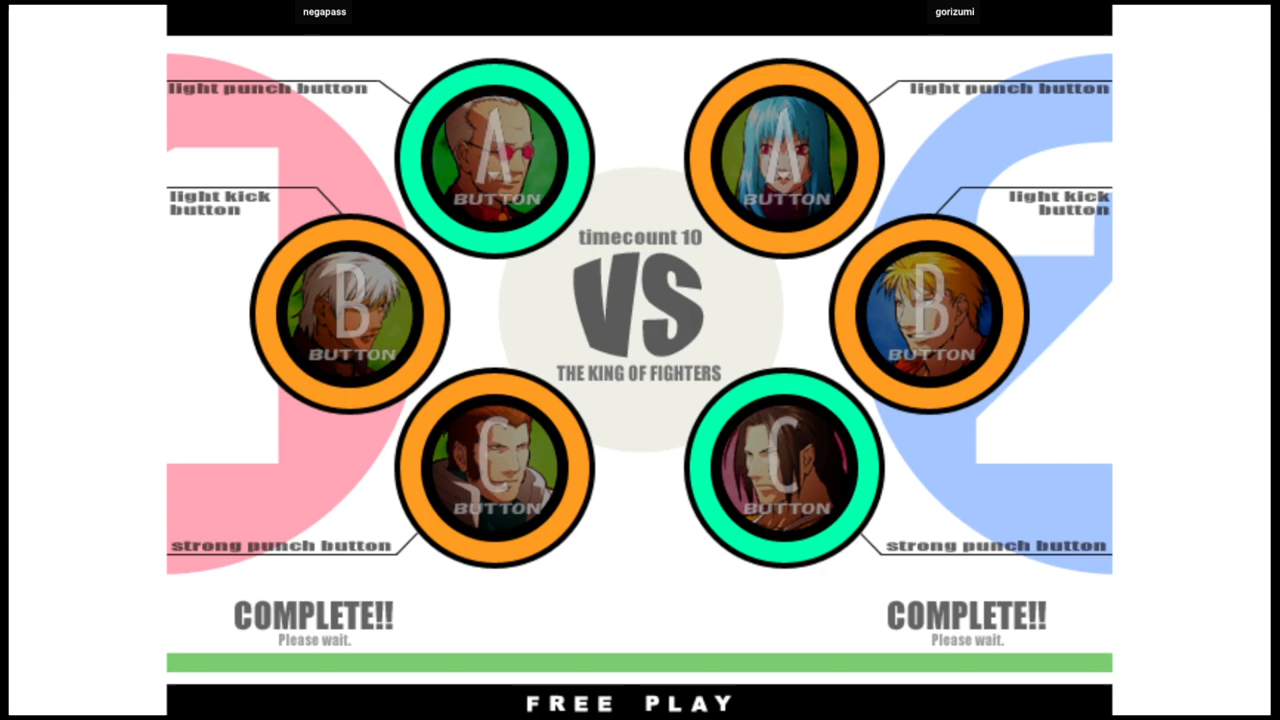 negapass
gorizumi
light punch button
light punch button
A
BUTTON
A
BUTTON
light kick
button
light kick
button
timecount 10
VS
THE KING OF FIGHTERS
B
BUTTON
B
BUTTON
C
BUTTON
C
BUTTON
strong punch button
strong punch button
COMPLETE!!
Please wait.
COMPLETE!!
Please wait.
FREE PLAY